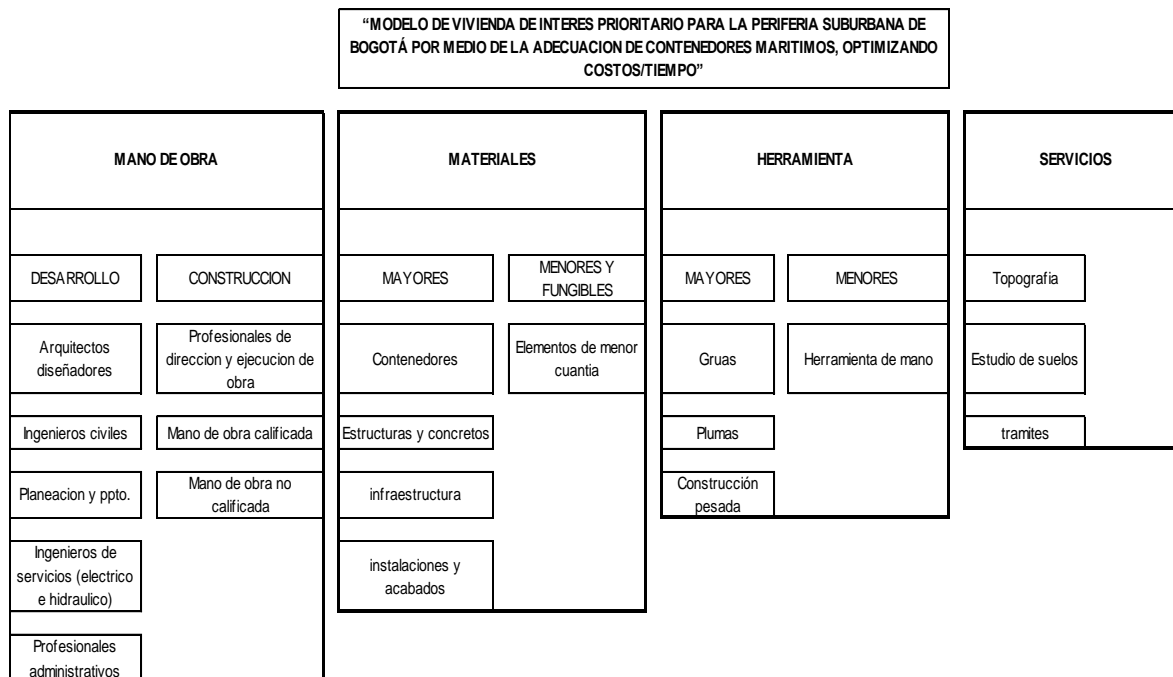 “MODELO DE VIVIENDA DE INTERES PRIORITARIO PARA LA PERIFERIA SUBURBANA DE
BOGOTÁ POR MEDIO DE LA ADECUACION DE CONTENEDORES MARITIMOS, OPTIMIZANDO
COSTOS/TIEMPO”
MANO DE OBRA
DESARROLLO
Arquitectos
diseñadores
Ingenieros civiles
Planeacion y ppto.
Ingenieros de
servicios (electrico
e hidraulico)
Profesionales
administrativos
CONSTRUCCION
Profesionales de
direccion y ejecucion de
obra
Mano de obra calificada
Mano de obra no
calificada
MATERIALES
MAYORES
Contenedores
Estructuras y concretos
infraestructura
instalaciones y
acabados
MENORES Y
FUNGIBLES
Elementos de menor
cuantia
HERRAMIENTA
MAYORES
Gruas
Plumas
Construcción
pesada
MENORES
Herramienta de mano
SERVICIOS
Topografia
Estudio de suelos
tramites